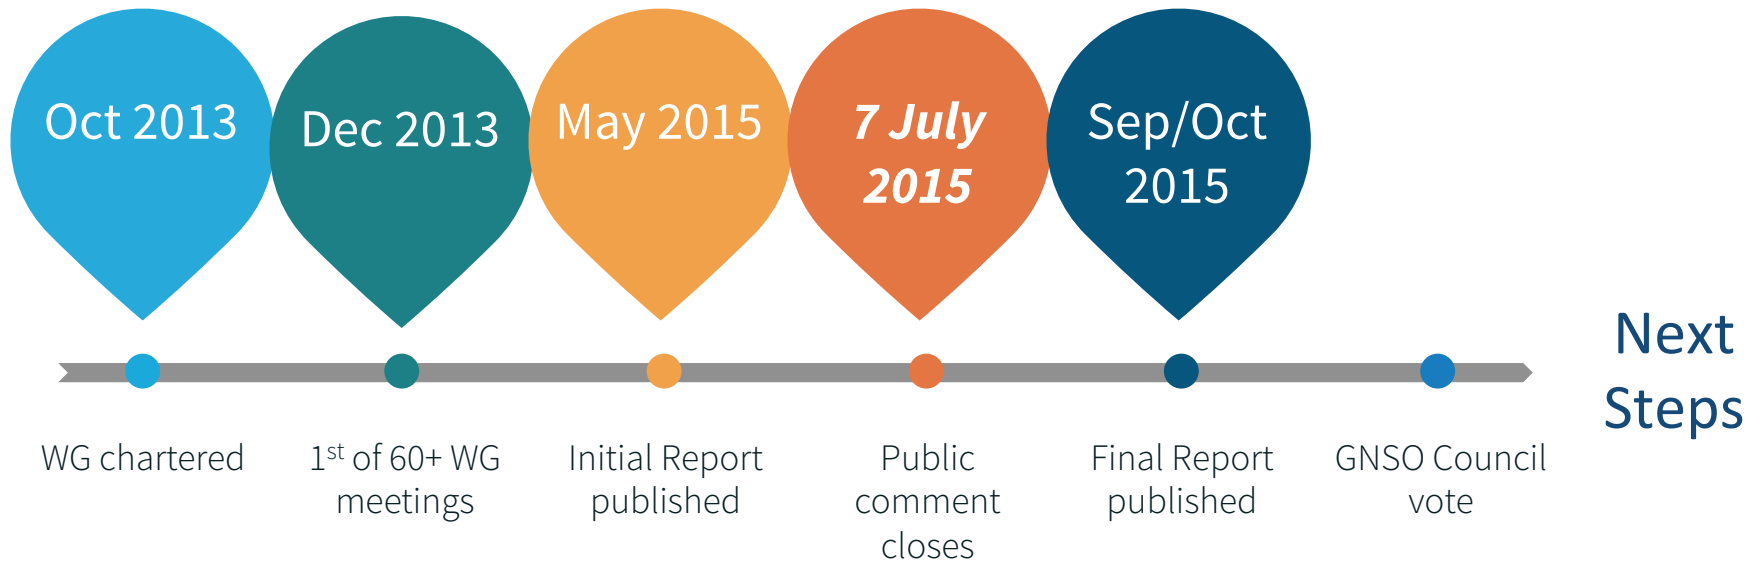 Oct 2013
Dec 2013
May 2015
7 July
2015
Sep/Oct
2015
Next
Steps
WG chartered
1st of 60+ WG
meetings
Initial Report
published
Public
comment
closes
Final Report
published
GNSO Council
vote